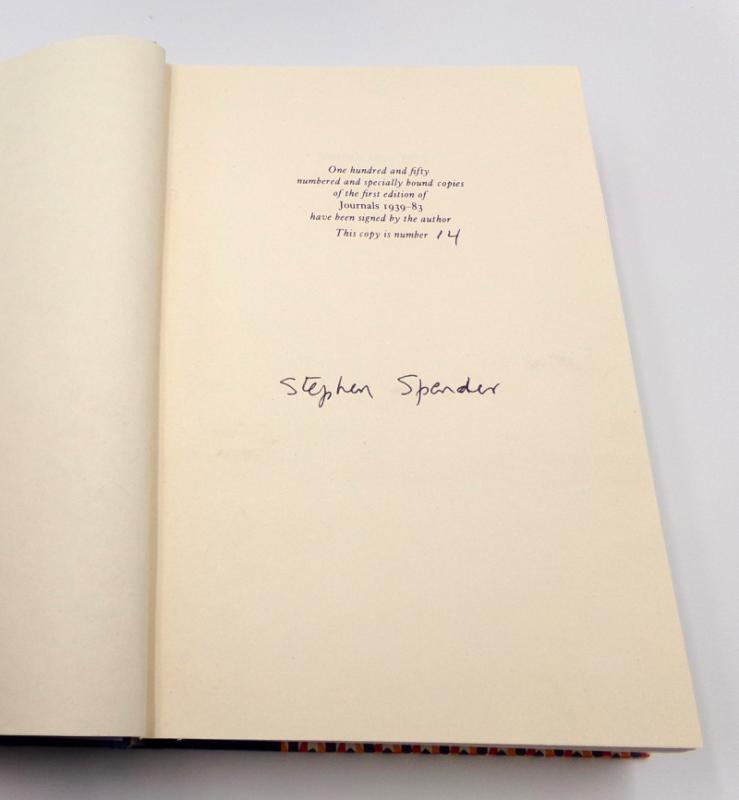 One hundred and fifty
numbered and specially bound copies
of the first edition of
Journals 1939–83
have been signed by the author
This copy is number 14
Stephen Spender